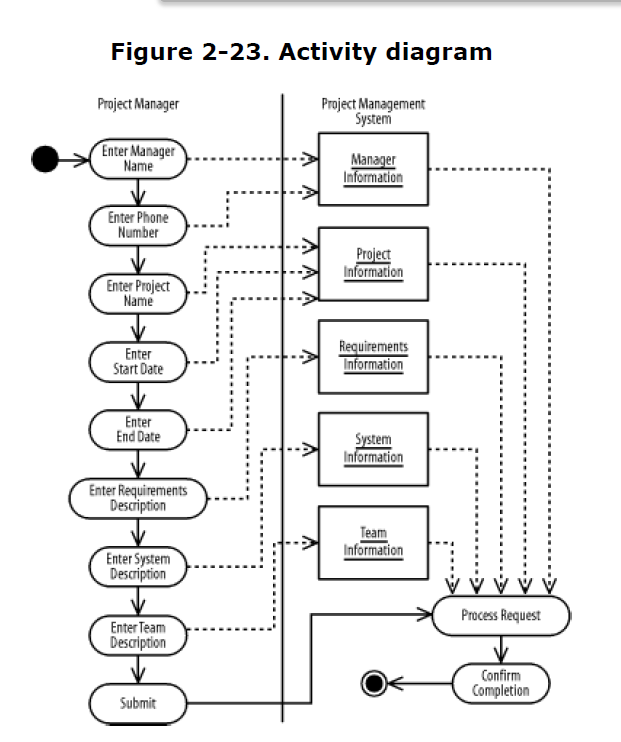 Figure 2-23. Activity diagram
Project Manager
Project Management
System
Enter Manager
Name
Manager
Information
Enter Phone
Number
Project
Information
Enter Project
Name
Enter
Start Date
Requirements
Information
Enter
End Date
System
Information
Enter Requirements
Description
Team
Information
Enter System
Description
Enter Team
Description
Process Request
Submit
Confirm
Completion